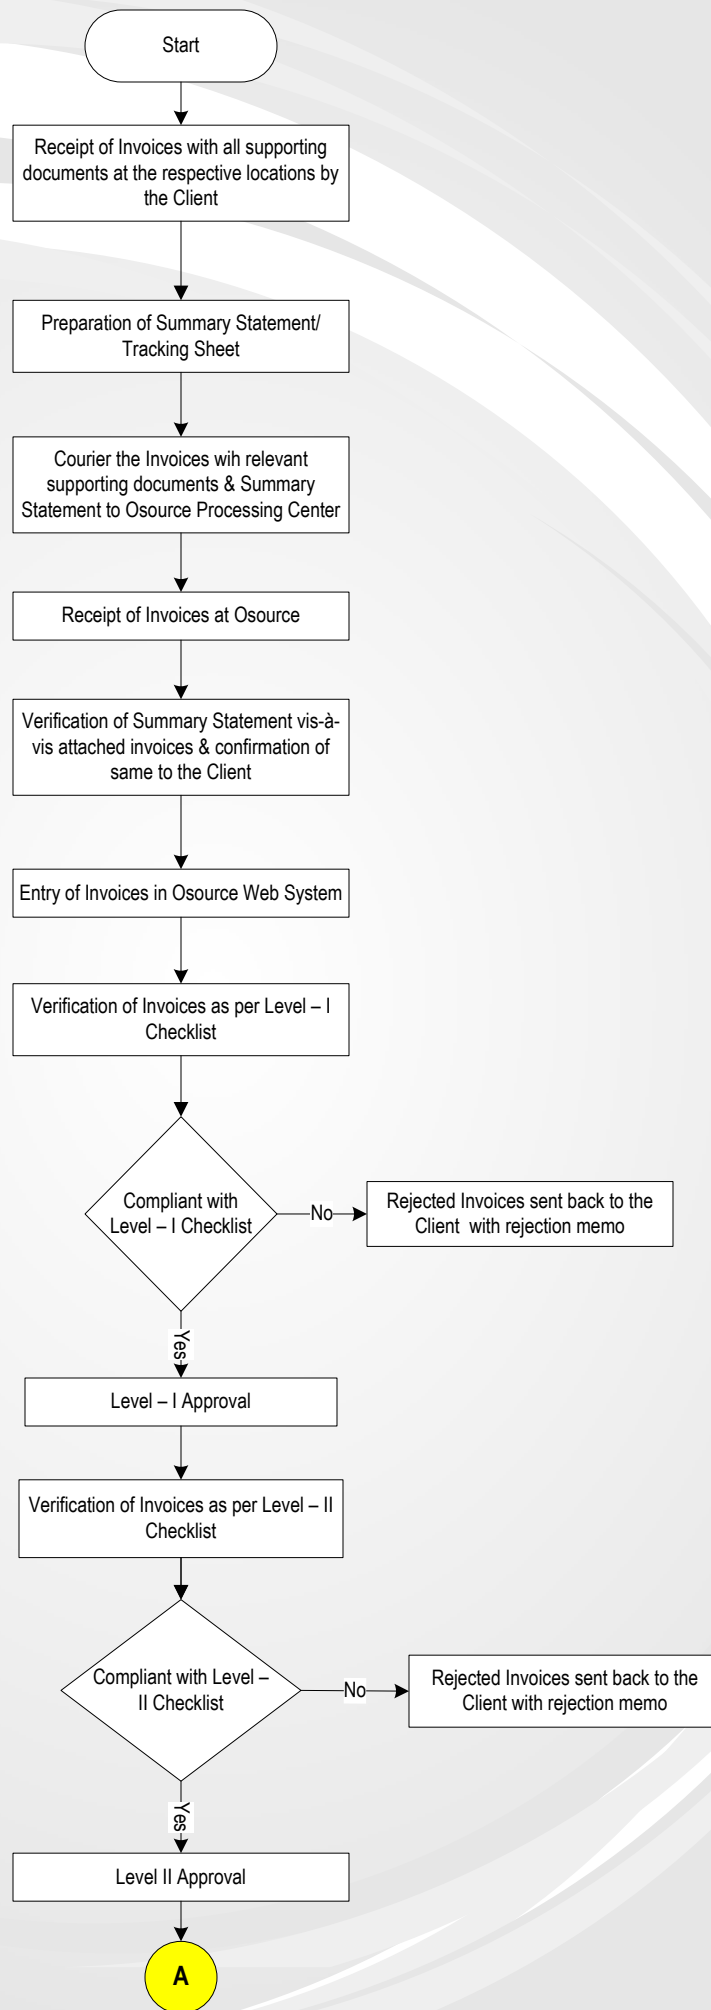 Start
Receipt of Invoices with all supporting
documents at the respective locations by
the Client
Preparation of Summary Statement/
Tracking Sheet
Courier the Invoices wih relevant
supporting documents & Summary
Statement to Osource Processing Center
Receipt of Invoices at Osource
Verification of Summary Statement vis-à-
vis attached invoices & confirmation of
same to the Client
Entry of Invoices in Osource Web System
Verification of Invoices as per Level – I
Checklist
Compliant with
Level – I Checklist
No
Rejected Invoices sent back to the
Client with rejection memo
Yes
Level – I Approval
Verification of Invoices as per Level – II
Checklist
Compliant with Level –
II Checklist
No
Rejected Invoices sent back to the
Client with rejection memo
Yes
Level II Approval
A